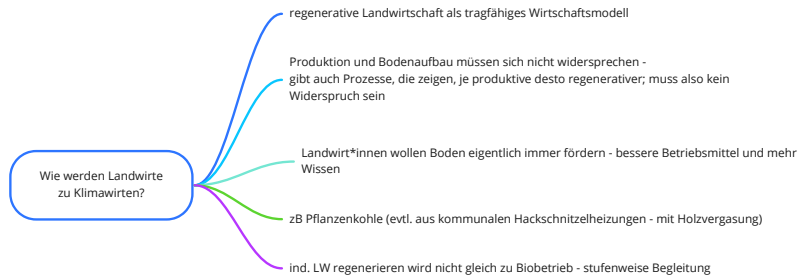 Wie werden Landwirte
zu Klimawirten?
regenerative Landwirtschaft als tragfähiges Wirtschaftsmodell
Produktion und Bodenaufbau müssen sich nicht widersprechen -
gibt auch Prozesse, die zeigen, je produktive desto regenerativer; muss also kein
Widerspruch sein
Landwirt*innen wollen Boden eigentlich immer fördern - bessere Betriebsmittel und mehr
Wissen
zB Pflanzenkohle (evtl. aus kommunalen Hackschnitzelheizungen - mit Holzvergasung)
ind. LW regenerieren wird nicht gleich zu Biobetrieb - stufenweise Begleitung